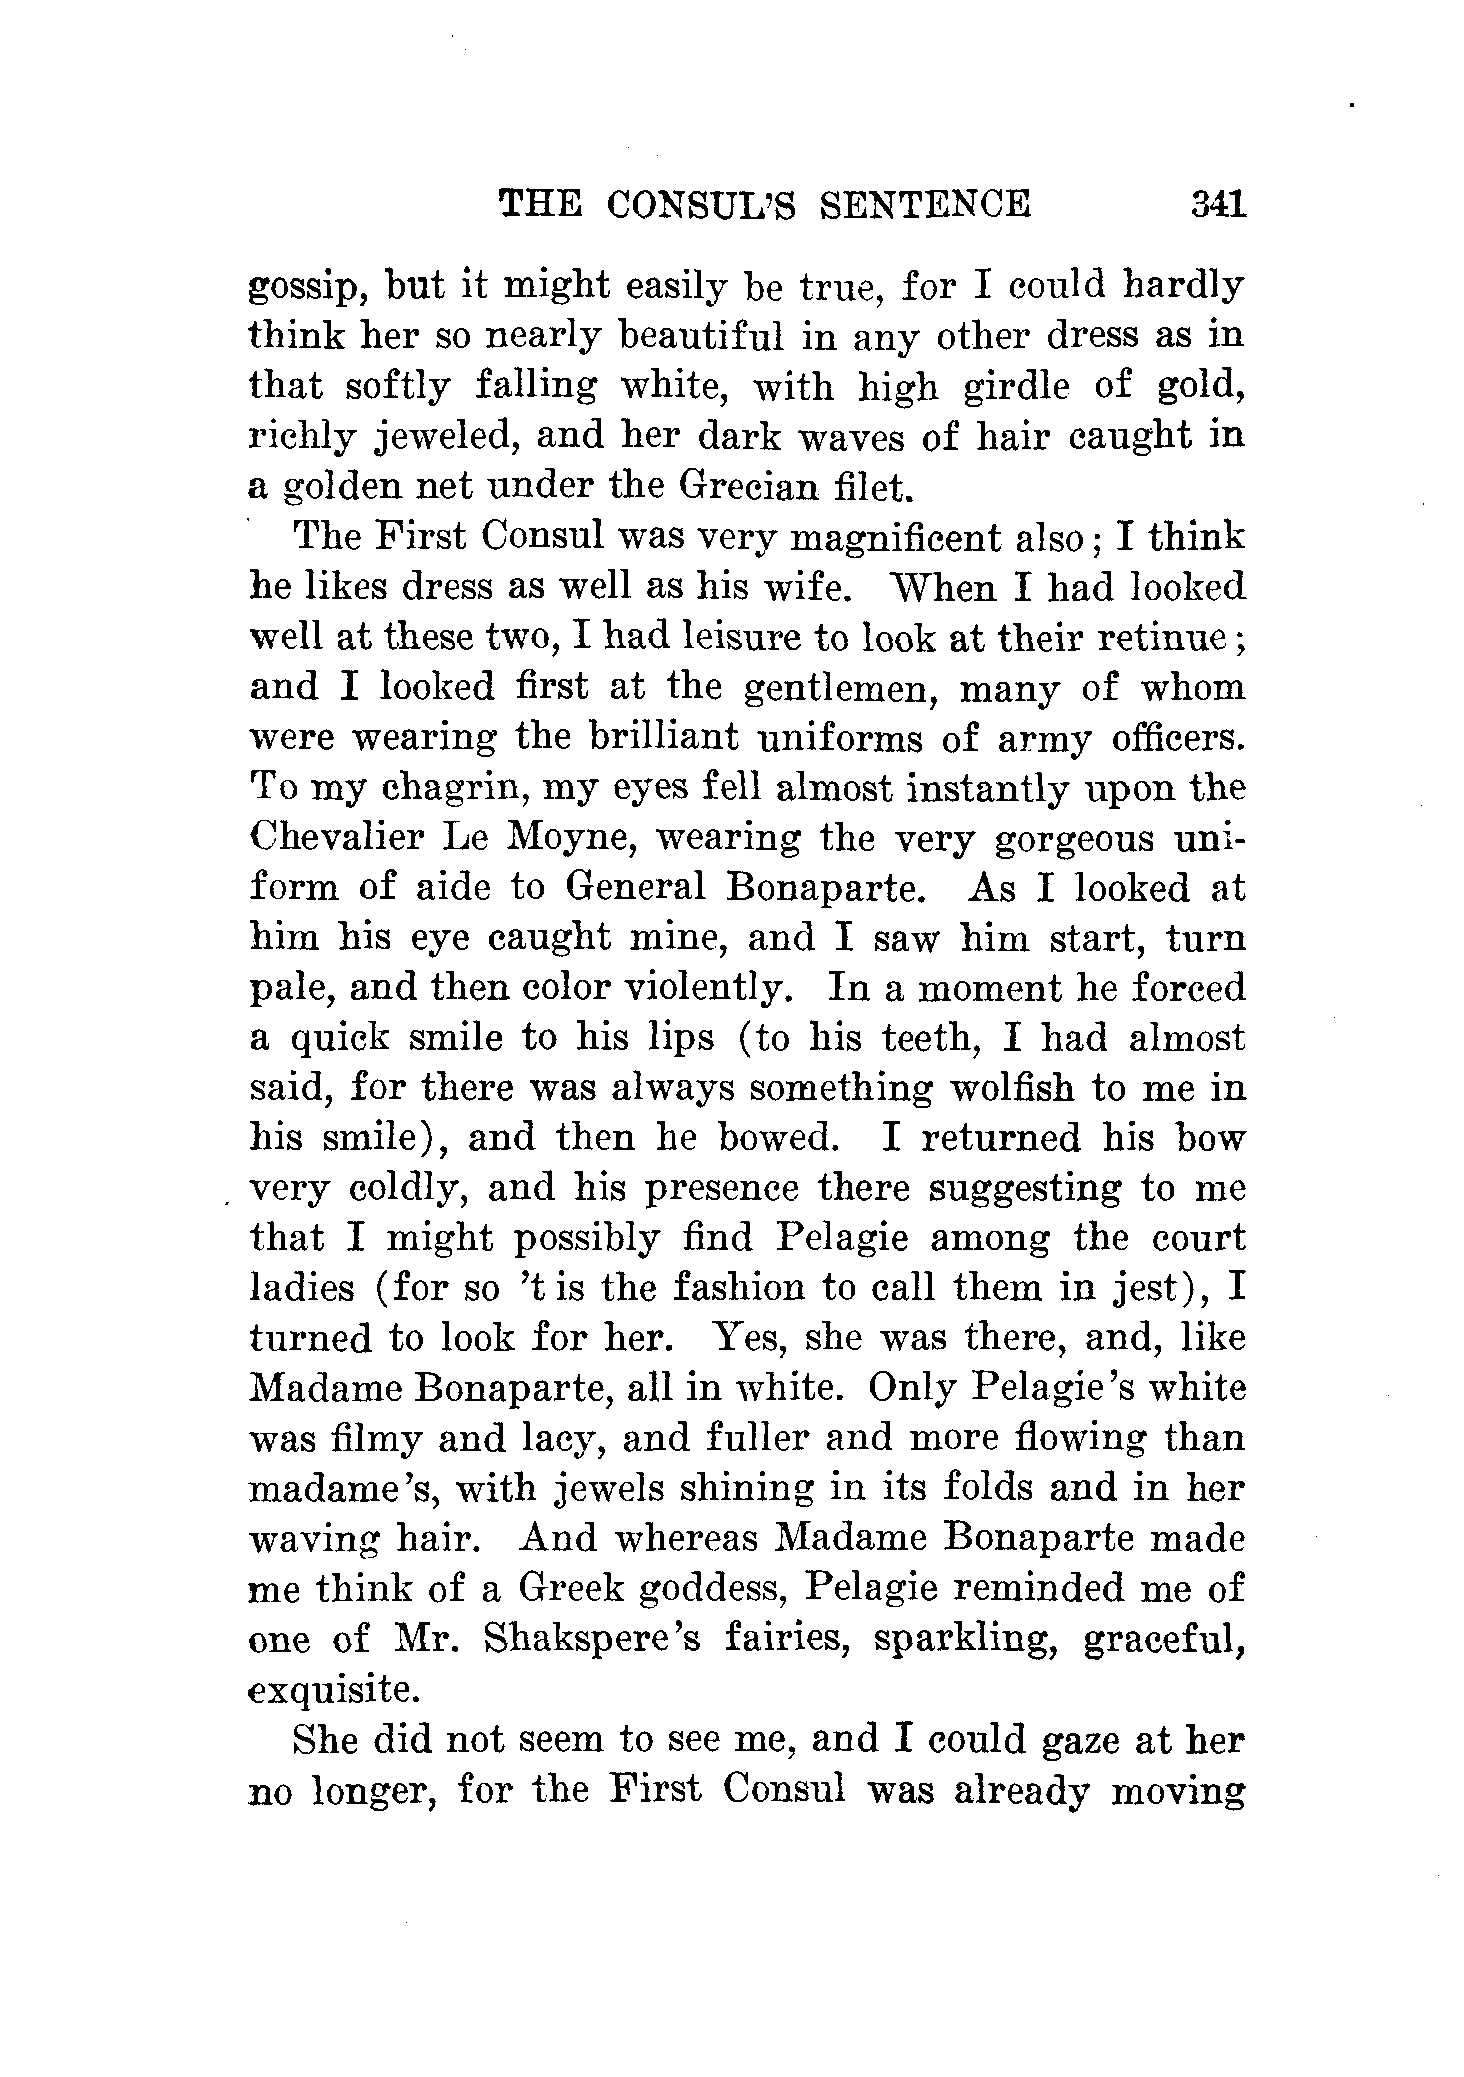 THE CONSUL'S SENTENCE 341
gossip, but it might easily be true, for I could hardly
think her so nearly beautiful in any other dress as in
that softly falling white, with high girdle of gold,
richly jeweled, and her dark waves of hair caught in
a golden net under the Grecian filet.
The First Consul was very magnificent also; I think
he likes dress as well as his wife. When I had looked
well at these two, I had leisure to look at their retinue;
and I looked first at the gentlemen, many of whom
were wearing the brilliant uniforms of army officers.
To my chagrin, my eyes fell almost instantly upon the
Chevalier Le Moyne, wearing the very gorgeous uni-
form of aide to General Bonaparte. As I looked at
him his eye caught mine, and I saw him start, turn
pale, and then color violently. In a moment he forced
a quick smile to his lips (to his teeth, I had almost
said, for there was always something wolfish to me in
his smile), and then he bowed. I returned his bow
very coldly, and his presence there suggesting to me
that I might possibly find Pelagie among the court
ladies (for so 't is the fashion to call them in jest), I
turned to look for her. Yes, she was there, and, like
Madame Bonaparte, all in white. Only Pelagie's white
was filmy and lacy, and fuller and more flowing than
madame's, with jewels shining in its folds and in her
waving hair. And whereas Madame Bonaparte made
me think of a Greek goddess, Pelagie reminded me of
one of Mr. Shakspere's fairies, sparkling, graceful,
exquisite.
She did not seem to see me, and I could gaze at her
no longer, for the First Consul was already moving